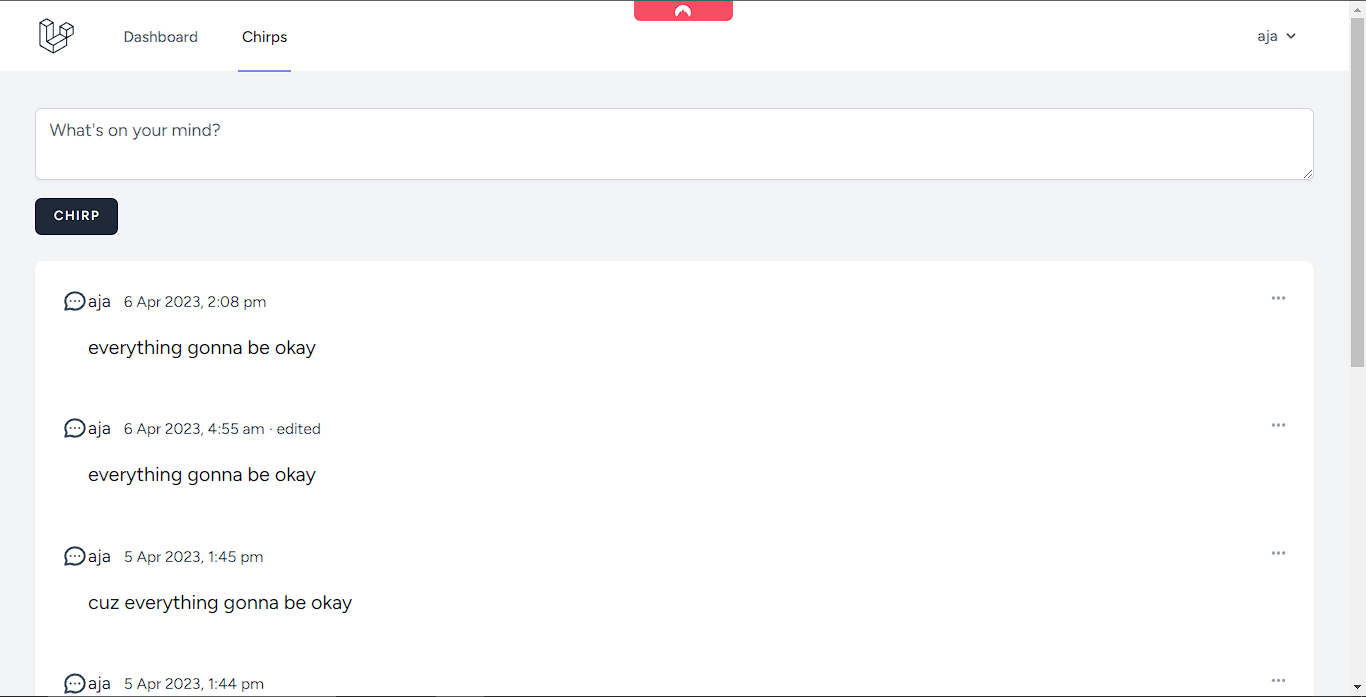 Dashboard
Chirps
aja
What's on your mind?
CHIRP
aja 6 Apr 2023, 2:08 pm
everything gonna be okay
aja 6 Apr 2023, 4:55 am · edited
everything gonna be okay
aja 5 Apr 2023, 1:45 pm
cuz everything gonna be okay
aja 5 Apr 2023, 1:44 pm